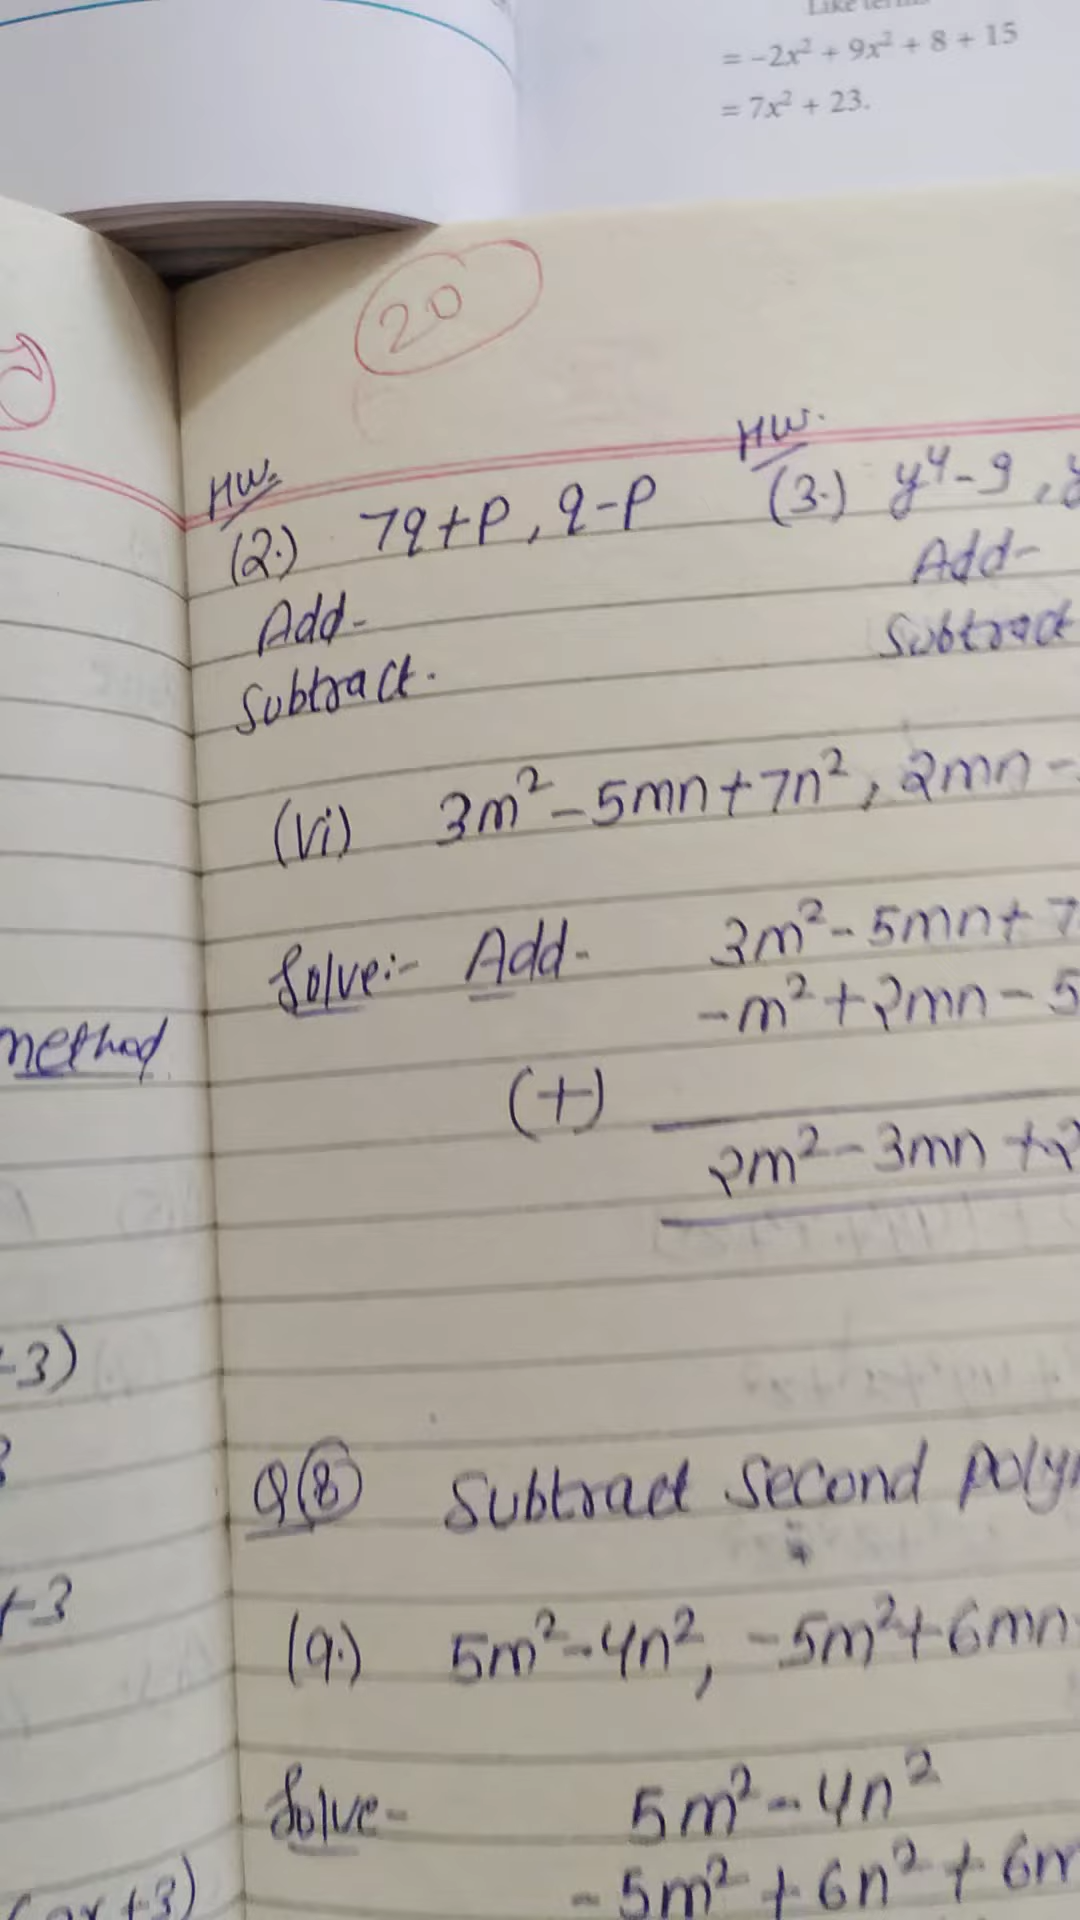 Like terms
= -2x² + 9x² + 8 + 15
= 7x² + 23.
20
HW.
(2.) 7q+p, q-p
Add-
Subtract.
HW.
(3.) y⁴-9,
Add-
Subtract
(vi) 3m²-5mn+7n², 2mn-
Solve:- Add- 3m²-5mn+7
-m²+2mn-5
(+)
2m²-3mn+2
method
-3)
+3
x+3)
Q(8) Subtract Second poly
(9.) 5m²-4n², -5m²+6mn
Solve- 5m²-4n²
-5m²+6n²+6m